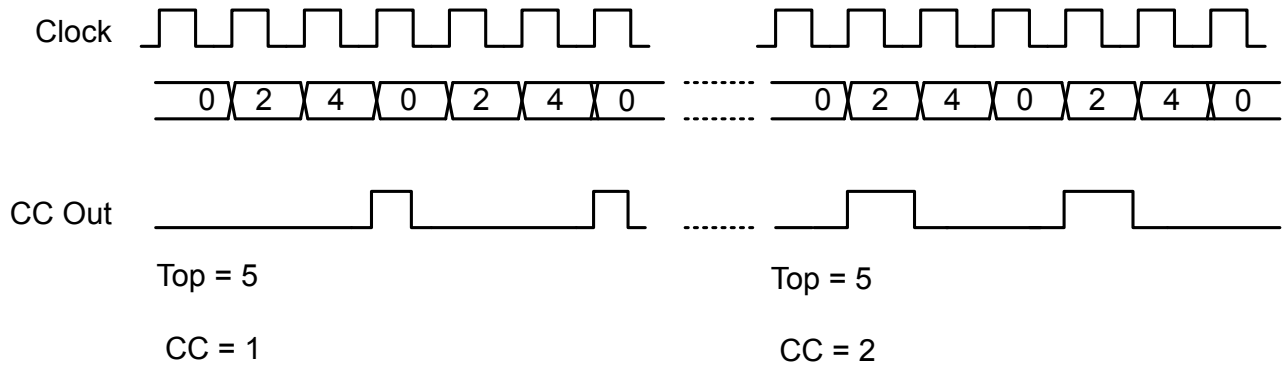 Clock
0 2 4 0 2 4 0 0 2 4 0 2 4 0
CC Out
Top = 5 Top = 5
CC = 1 CC = 2